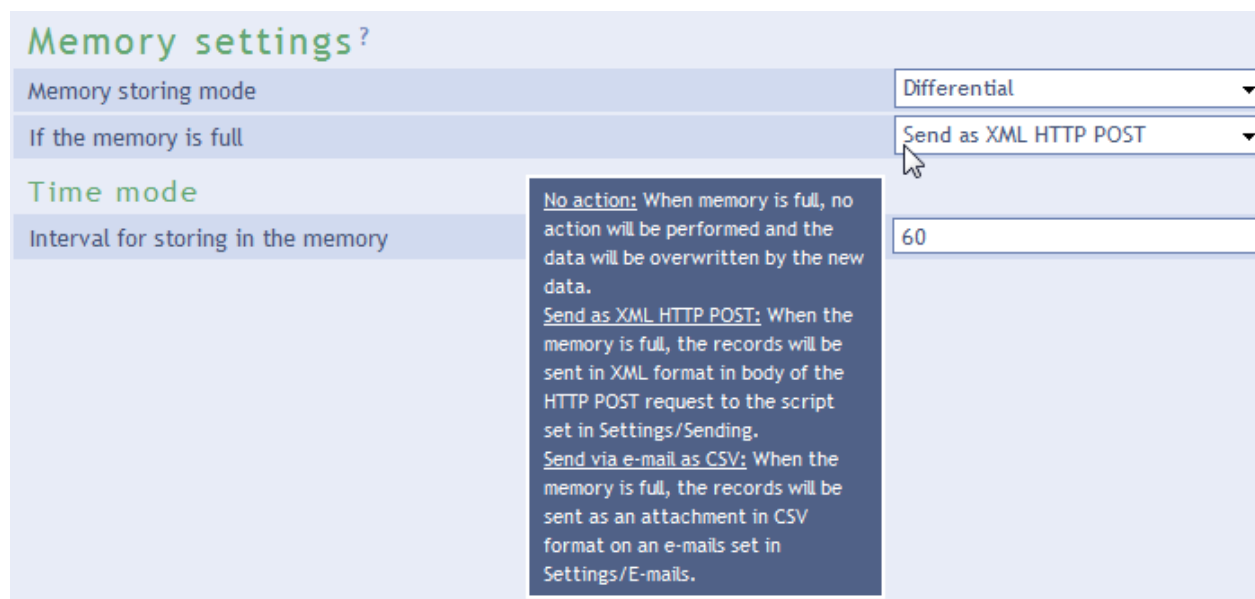 Memory settings?
Memory storing mode
Differential
If the memory is full
Send as XML HTTP POST
Time mode
Interval for storing in the memory
60
No action: When memory is full, no
action will be performed and the
data will be overwritten by the new
data.
Send as XML HTTP POST: When the
memory is full, the records will be
sent in XML format in body of the
HTTP POST request to the script
set in Settings/Sending.
Send via e-mail as CSV: When the
memory is full, the records will be
sent as an attachment in CSV
format on an e-mails set in
Settings/E-mails.